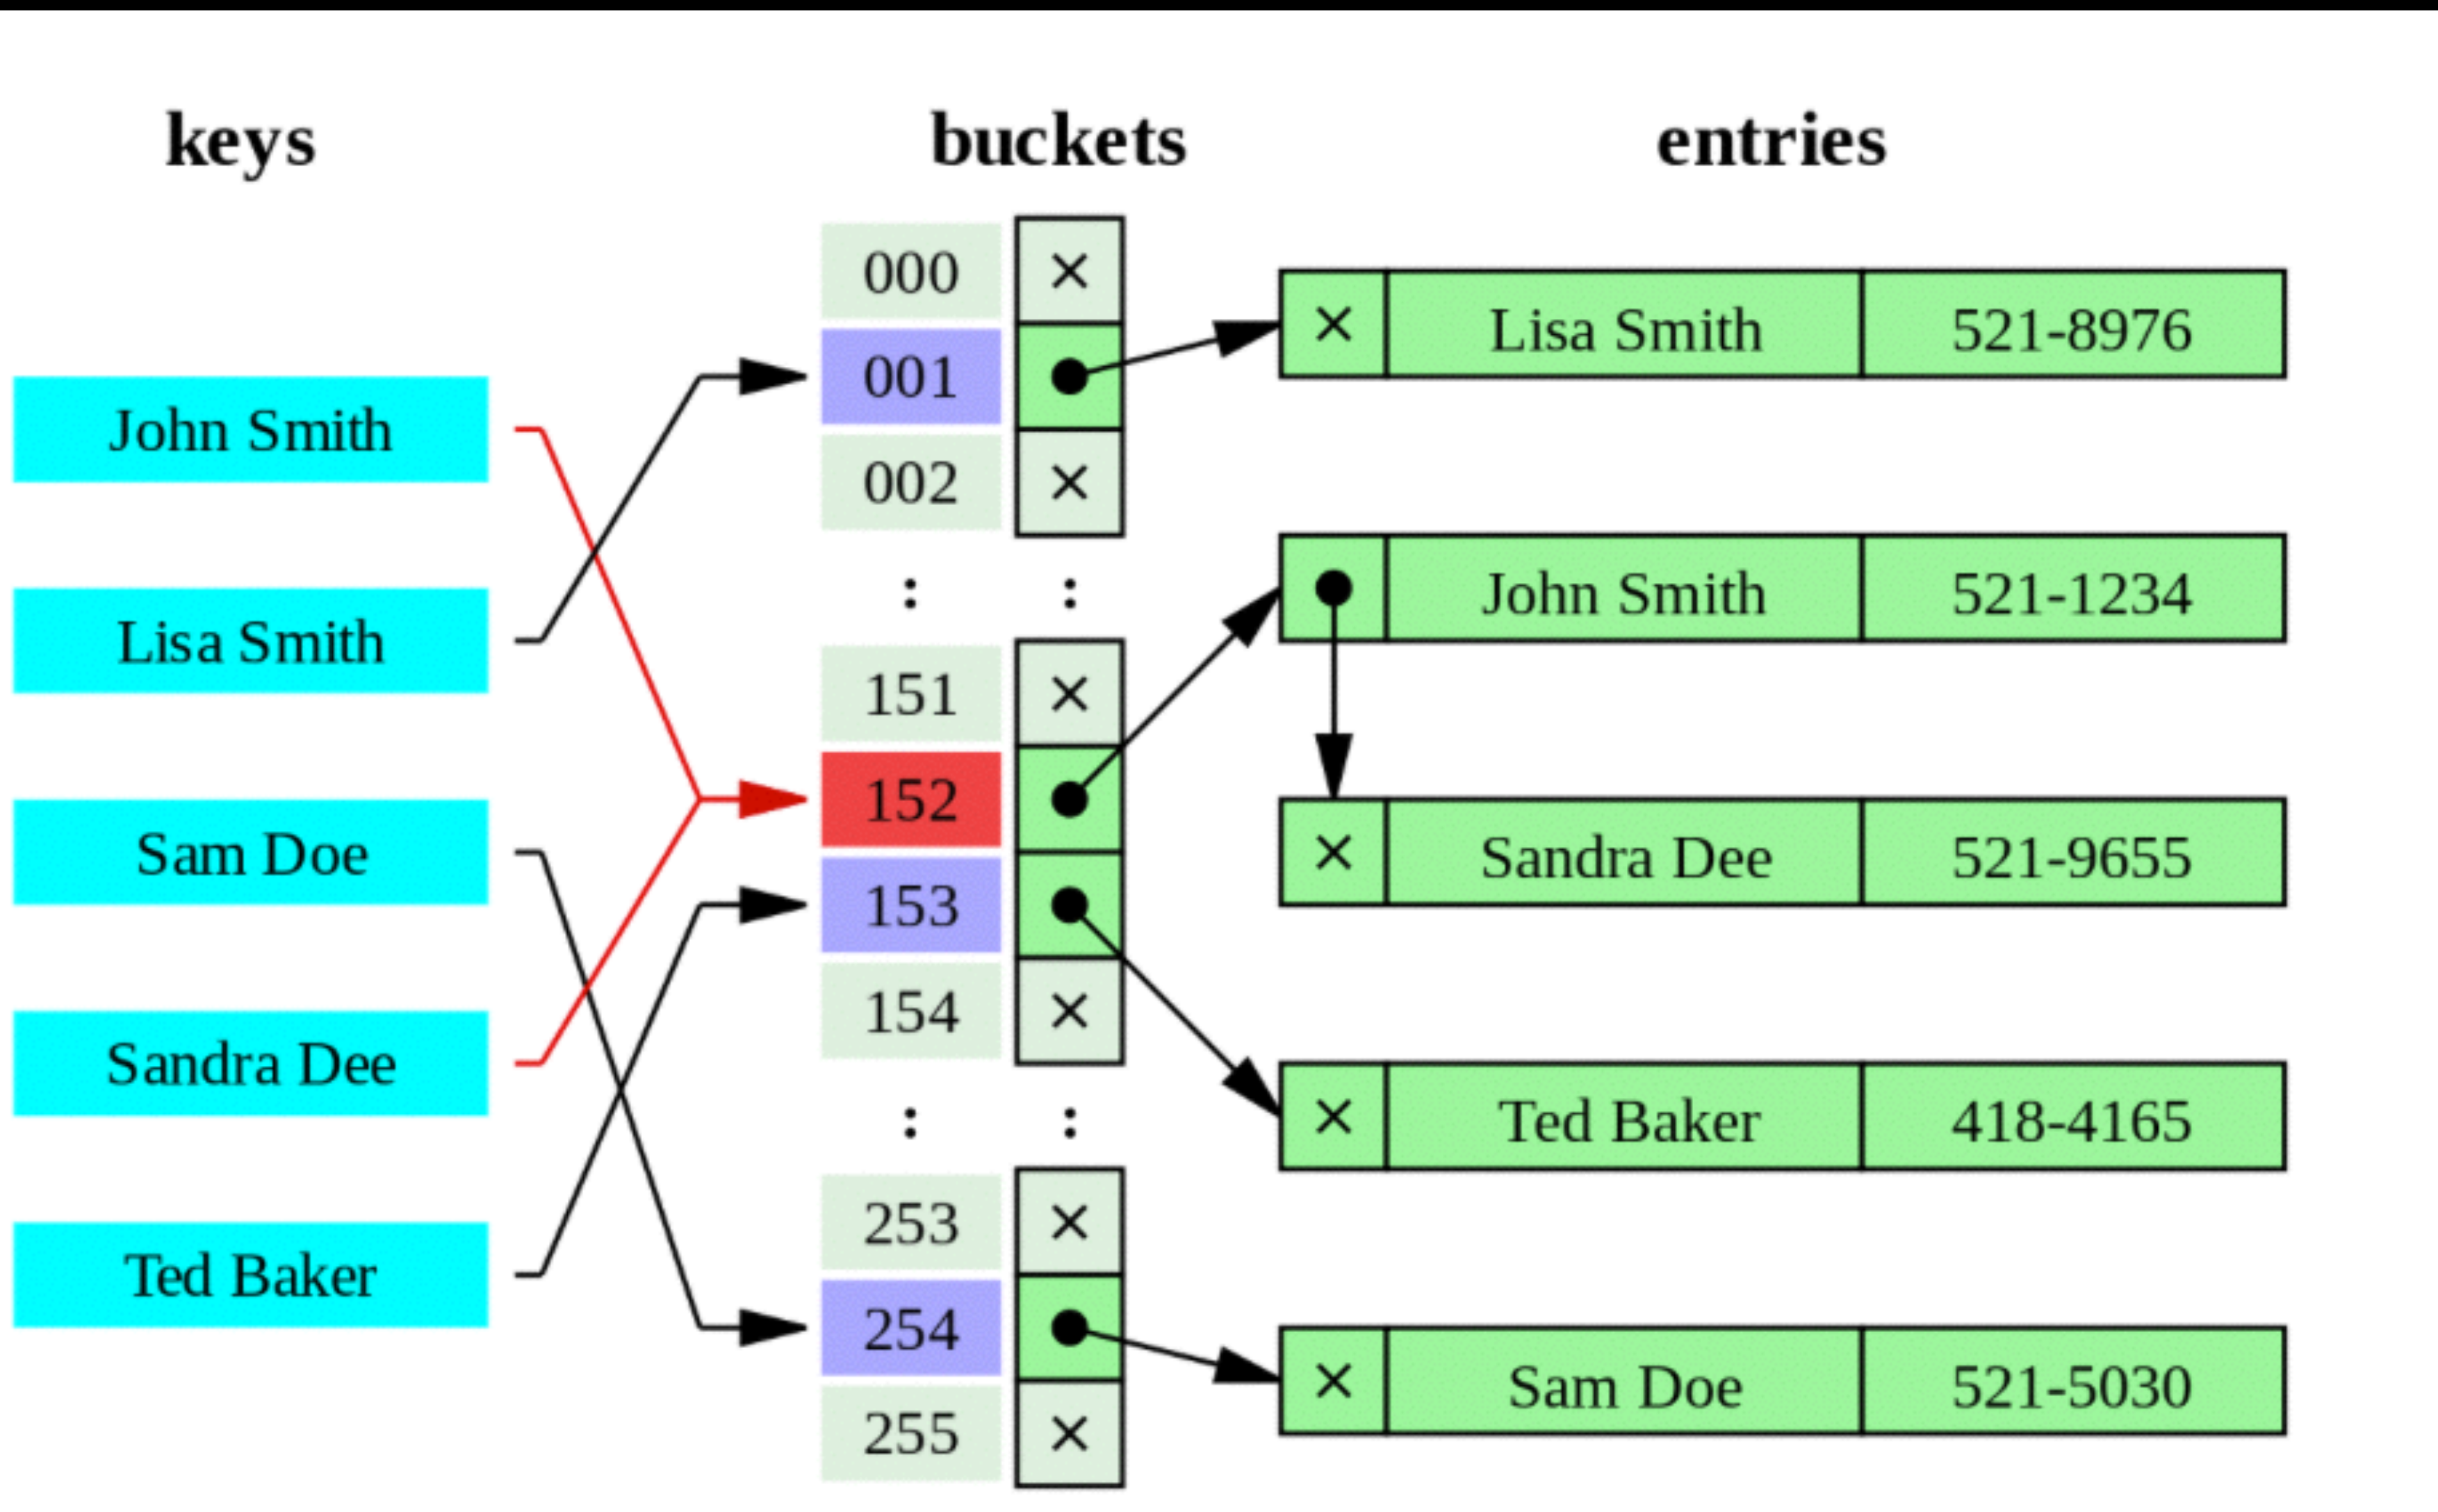 keys
buckets
entries
John Smith
Lisa Smith
Sam Doe
Sandra Dee
Ted Baker
000 ×
001
002 ×
: :
151 ×
152
153
154 ×
: :
253 ×
254
255 ×
× Lisa Smith 521-8976
John Smith 521-1234
× Sandra Dee 521-9655
× Ted Baker 418-4165
× Sam Doe 521-5030